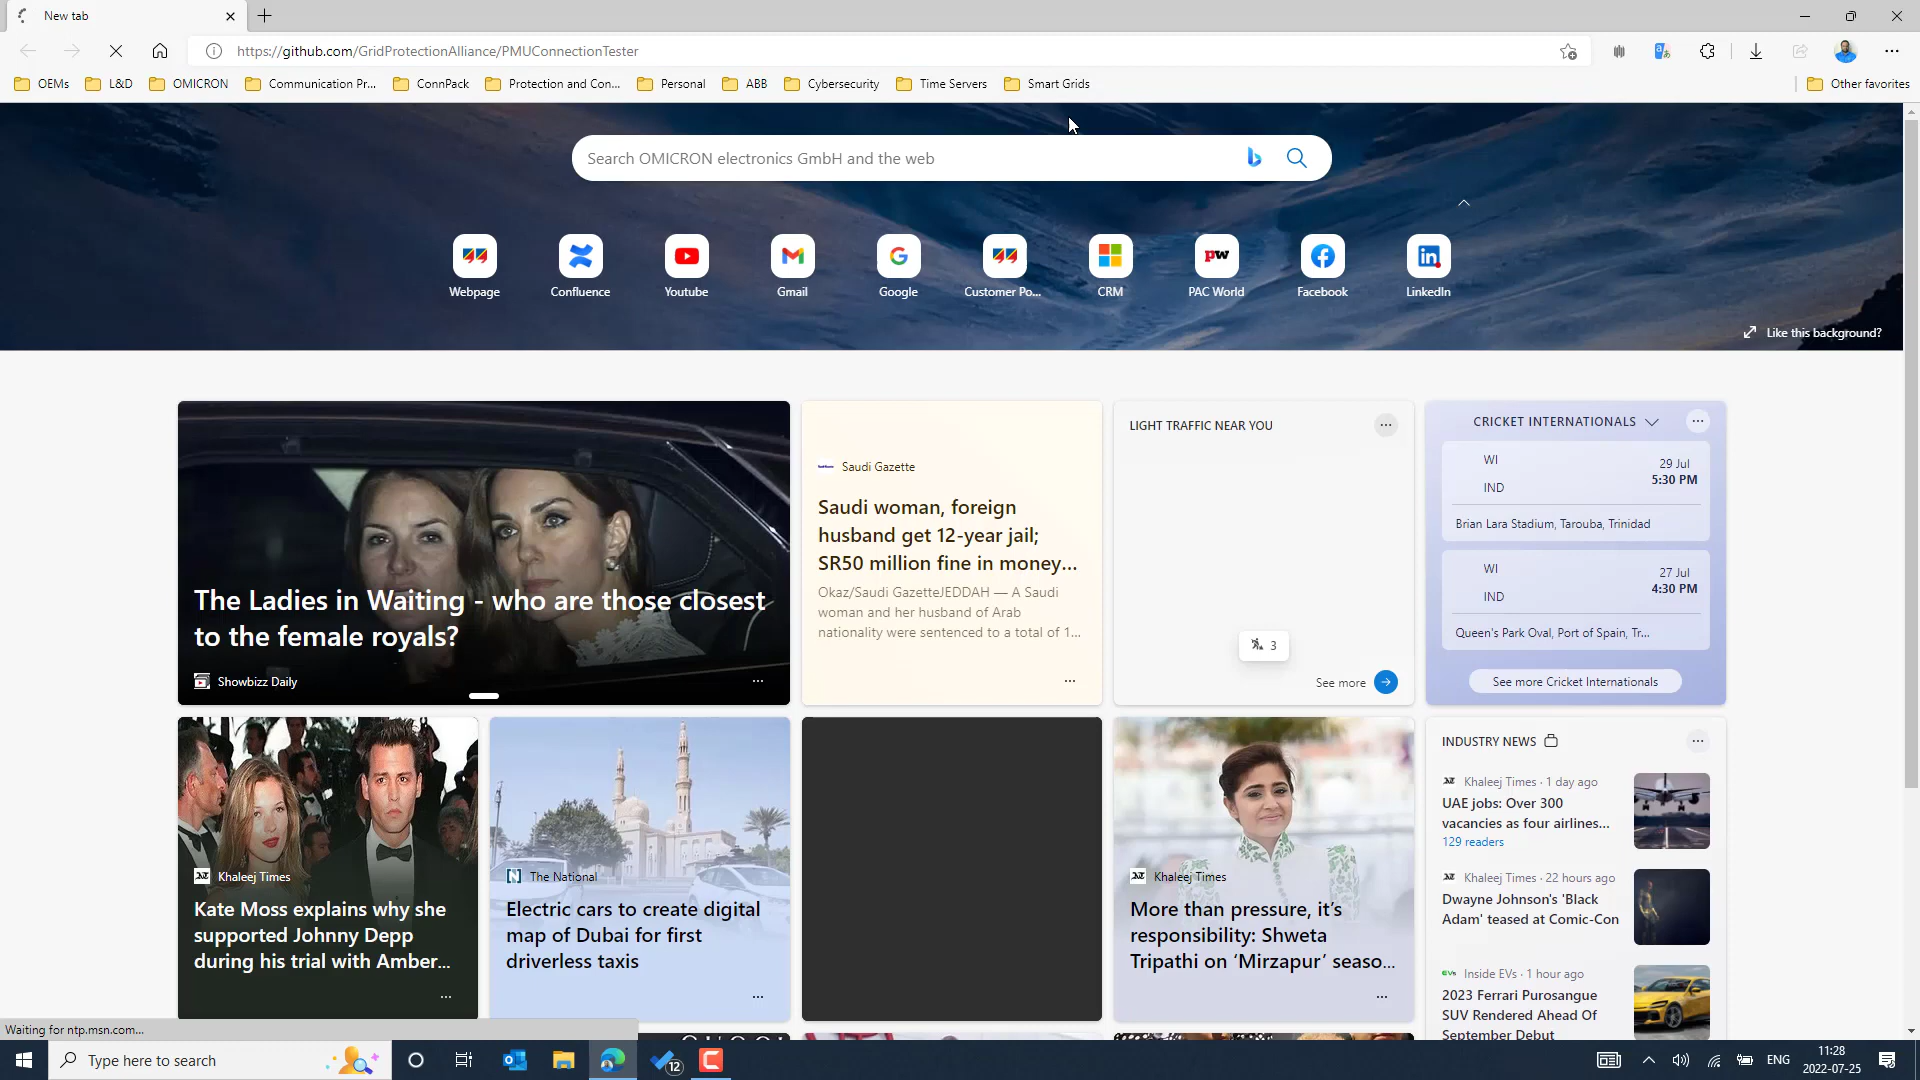 New tab
https://github.com/GridProtectionAlliance/PMUConnectionTester
OEMs
L&D
OMICRON
Communication Pr...
ConnPack
Protection and Con...
Personal
ABB
Cybersecurity
Time Servers
Smart Grids
Other favorites
Search OMICRON electronics GmbH and the web
Webpage
Confluence
Youtube
Gmail
Google
Customer Po...
CRM
pw
PAC World
Facebook
LinkedIn
Like this background?
The Ladies in Waiting - who are those closest
to the female royals?
Showbizz Daily
Saudi Gazette
Saudi woman, foreign
husband get 12-year jail;
SR50 million fine in money...
Okaz/Saudi GazetteJEDDAH — A Saudi
woman and her husband of Arab
nationality were sentenced to a total of 1...
LIGHT TRAFFIC NEAR YOU
3
See more
CRICKET INTERNATIONALS
WI
29 Jul
5:30 PM
IND
Brian Lara Stadium, Tarouba, Trinidad
WI
27 Jul
4:30 PM
IND
Queen's Park Oval, Port of Spain, Tr...
See more Cricket Internationals
Khaleej Times
Kate Moss explains why she
supported Johnny Depp
during his trial with Amber...
The National
Electric cars to create digital
map of Dubai for first
driverless taxis
Khaleej Times
More than pressure, it's
responsibility: Shweta
Tripathi on ‘Mirzapur’ seaso...
INDUSTRY NEWS
Khaleej Times · 1 day ago
UAE jobs: Over 300
vacancies as four airlines...
129 readers
Khaleej Times · 22 hours ago
Dwayne Johnson's 'Black
Adam' teased at Comic-Con
Inside EVs · 1 hour ago
2023 Ferrari Purosangue
SUV Rendered Ahead Of
September Debut
Waiting for ntp.msn.com...
Type here to search
12
ENG
11:28
2022-07-25